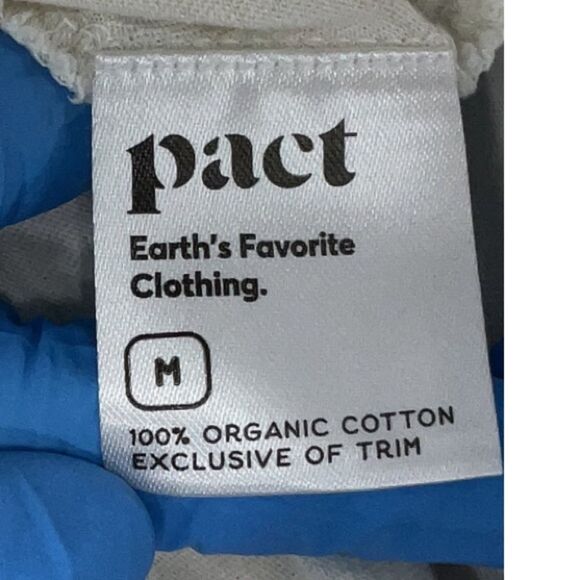 pact
Earth's Favorite
Clothing.
M
100% ORGANIC COTTON
EXCLUSIVE OF TRIM